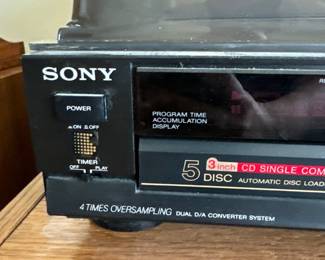 SONY
POWER
▲ON ■OFF
TIMER
OFF PLAY
PROGRAM TIME
ACCUMULATION
DISPLAY
5 DISC
3 inch CD SINGLE COM
AUTOMATIC DISC LOAD
4 TIMES OVERSAMPLING DUAL D/A CONVERTER SYSTEM